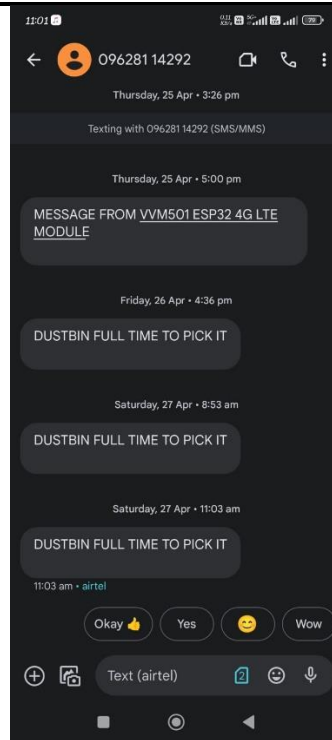 11:01
096281 14292
Thursday, 25 Apr • 3:26 pm
Texting with 096281 14292 (SMS/MMS)
Thursday, 25 Apr • 5:00 pm
MESSAGE FROM VVM501 ESP32 4G LTE
MODULE
Friday, 26 Apr • 4:36 pm
DUSTBIN FULL TIME TO PICK IT
Saturday, 27 Apr • 8:53 am
DUSTBIN FULL TIME TO PICK IT
Saturday, 27 Apr • 11:03 am
DUSTBIN FULL TIME TO PICK IT
11:03 am • airtel
Okay 👍 Yes 😊 Wow
Text (airtel) 2